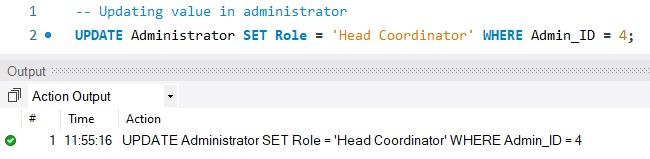 1 -- Updating value in administrator
2 UPDATE Administrator SET Role = 'Head Coordinator' WHERE Admin_ID = 4;
Output
Action Output
# Time Action
1 11:55:16 UPDATE Administrator SET Role = 'Head Coordinator' WHERE Admin_ID = 4